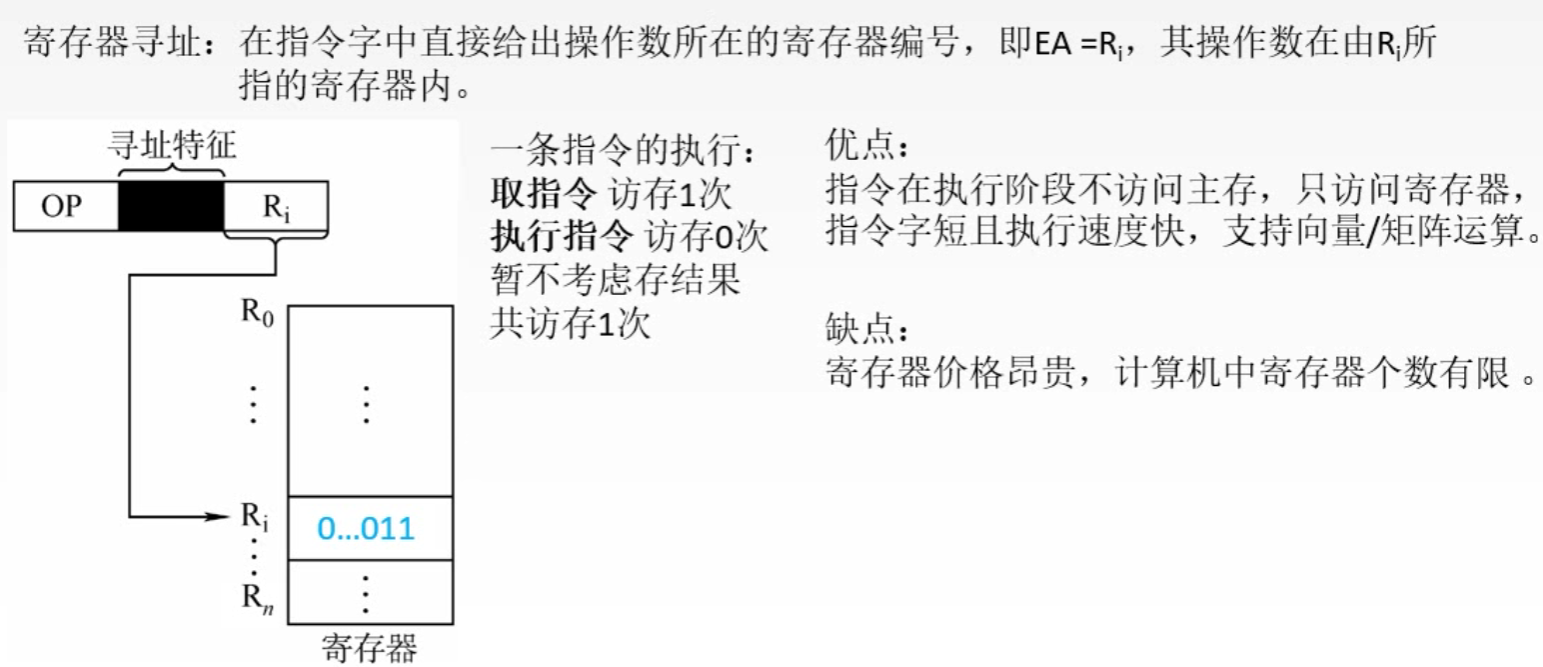 寄存器寻址：在指令字中直接给出操作数所在的寄存器编号，即EA =Ri，其操作数在由Ri所
指的寄存器内。
寻址特征
OP
Ri
一条指令的执行：
取指令 访存1次
执行指令 访存0次
暂不考虑存结果
共访存1次
优点：
指令在执行阶段不访问主存，只访问寄存器，
指令字短且执行速度快，支持向量/矩阵运算。
缺点：
寄存器价格昂贵，计算机中寄存器个数有限 。
R0
⋮ ⋮
Ri 0...011
⋮
Rn ⋮
寄存器